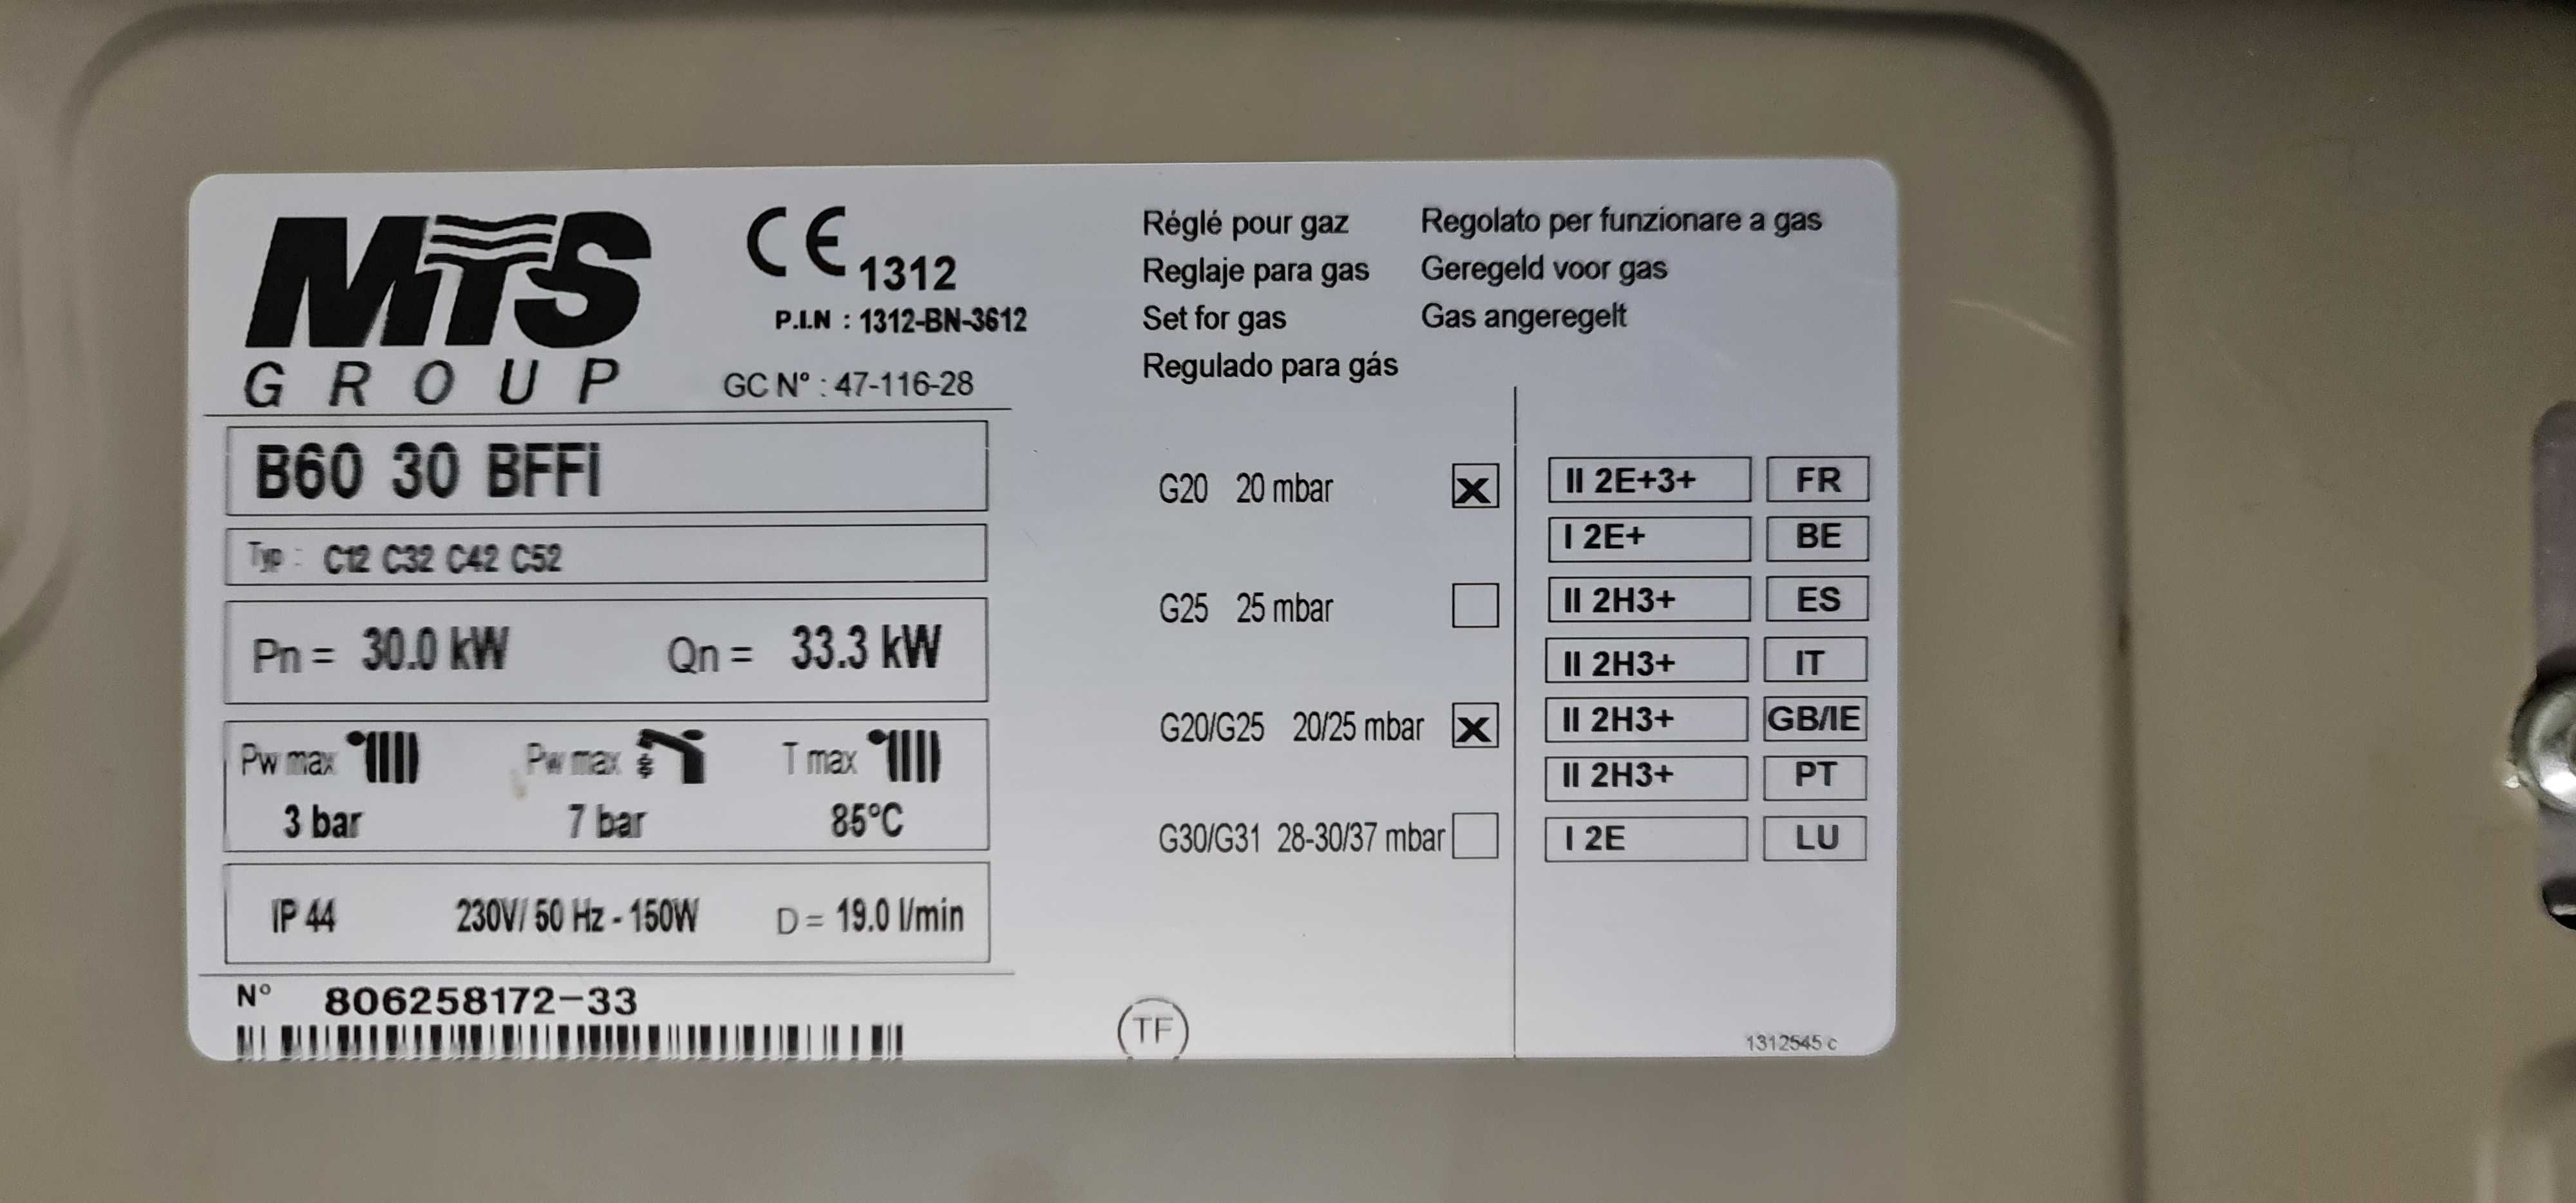 MTS
GROUP
CE 1312
P.I.N : 1312-BN-3612
GC N° : 47-116-28
B60 30 BFFI
Typ : C12 C32 C42 C52
Pn = 30.0 kW Qn = 33.3 kW
Pw max Pw max T max
3 bar 7 bar 85°C
IP 44 230V/ 50 Hz - 150W D = 19.0 l/min
N° 806258172-33
Réglé pour gaz Regolato per funzionare a gas
Reglaje para gas Geregeld voor gas
Set for gas Gas angeregelt
Regulado para gás
G20 20 mbar X
G25 25 mbar
G20/G25 20/25 mbar X
G30/G31 28-30/37 mbar
II 2E+3+ FR
I 2E+ BE
II 2H3+ ES
II 2H3+ IT
II 2H3+ GB/IE
II 2H3+ PT
I 2E LU
TF
1312545 c